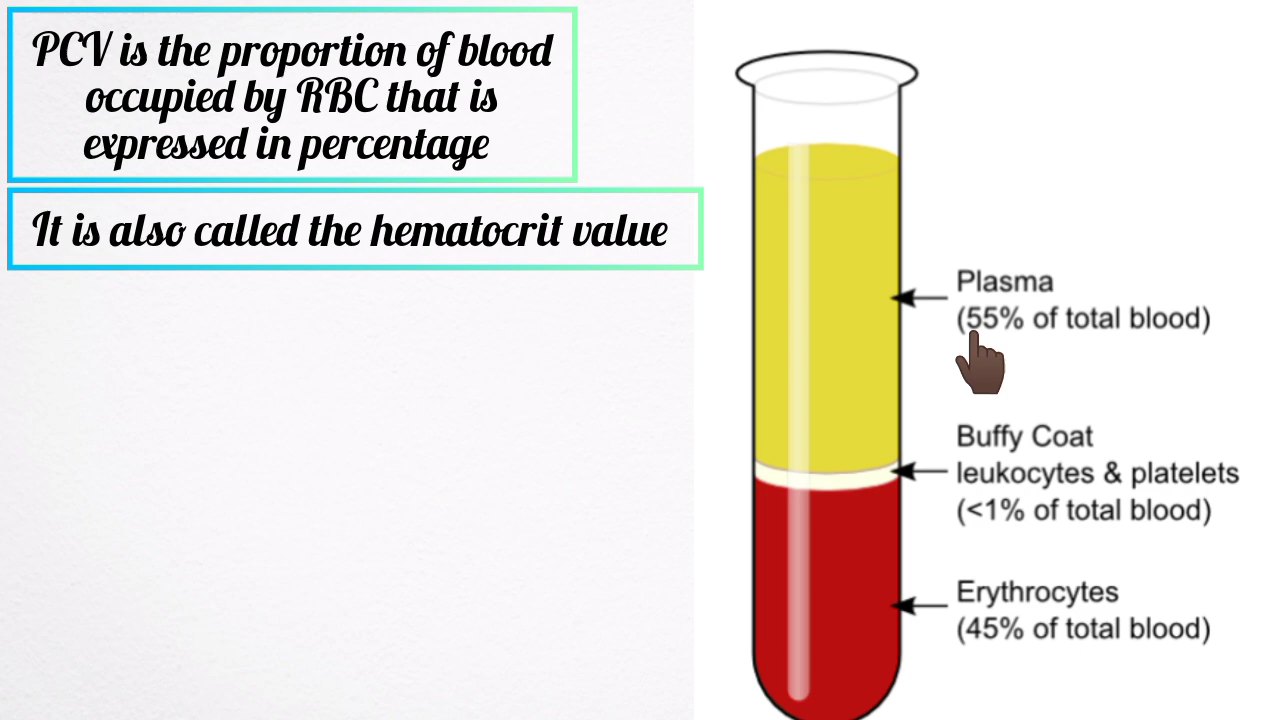 PCV is the proportion of blood
occupied by RBC that is
expressed in percentage
It is also called the hematocrit value
Plasma
(55% of total blood)
Buffy Coat
leukocytes & platelets
(<1% of total blood)
Erythrocytes
(45% of total blood)